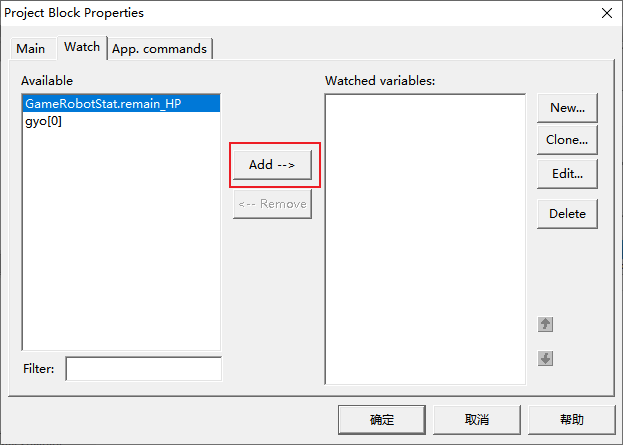 Project Block Properties
Main
Watch
App. commands
Available
Watched variables:
GameRobotStat.remain_HP
gyo[0]
Add -->
<-- Remove
New...
Clone...
Edit...
Delete
Filter:
确定
取消
帮助